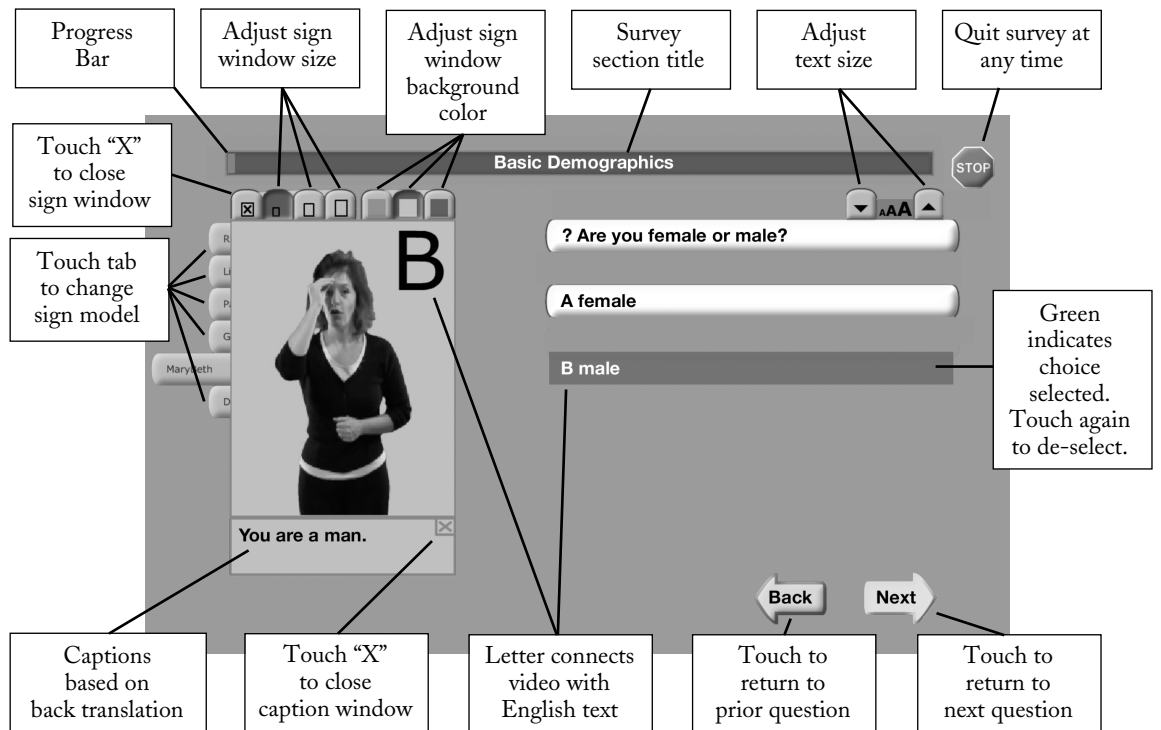 Progress
Bar
Adjust sign
window size
Adjust sign
window
background
color
Survey
section title
Adjust
text size
Quit survey at
any time
Touch “X”
to close
sign window
Basic Demographics
STOP
AAA
Touch tab
to change
sign model
R
Li
Pa
G
MaryBeth
D
B
? Are you female or male?
A female
B male
Green
indicates
choice
selected.
Touch again
to de-select.
You are a man.
Back
Next
Captions
based on
back translation
Touch “X”
to close
caption window
Letter connects
video with
English text
Touch to
return to
prior question
Touch to
return to
next question